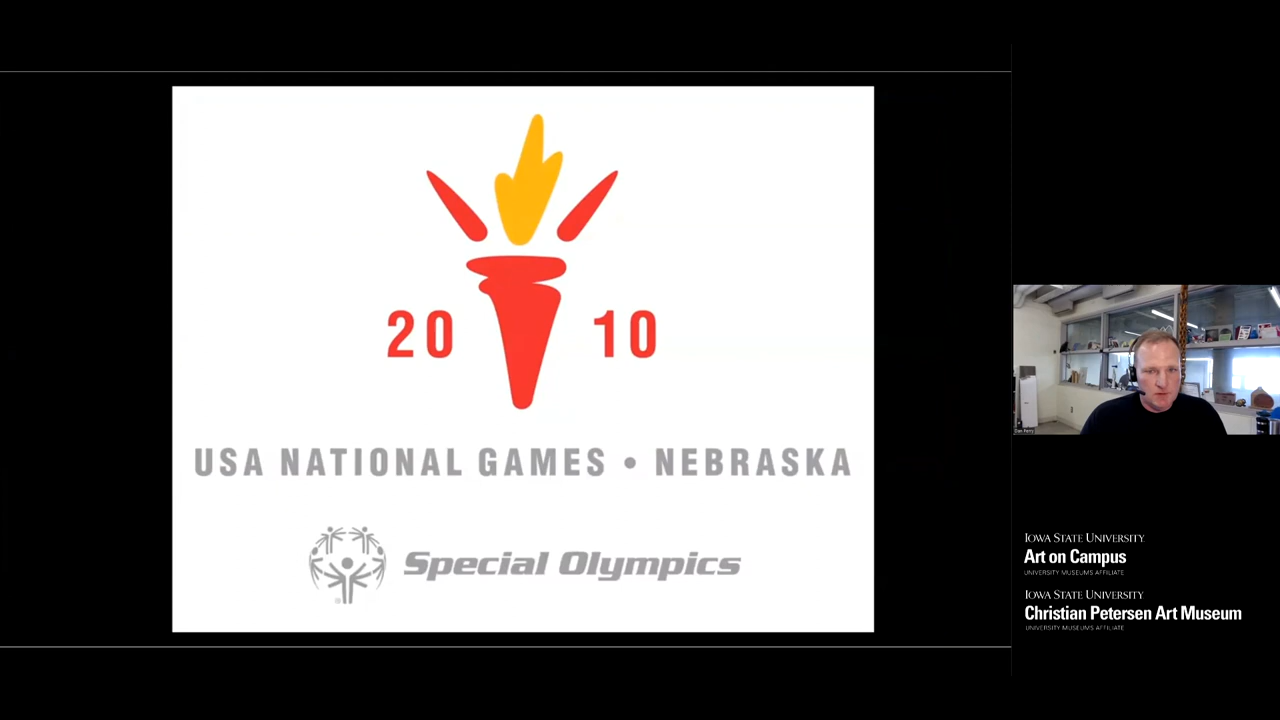 20 10
USA NATIONAL GAMES • NEBRASKA
Special Olympics
IOWA STATE UNIVERSITY
Art on Campus
UNIVERSITY MUSEUMS AFFILIATE
IOWA STATE UNIVERSITY
Christian Petersen Art Museum
UNIVERSITY MUSEUMS AFFILIATE